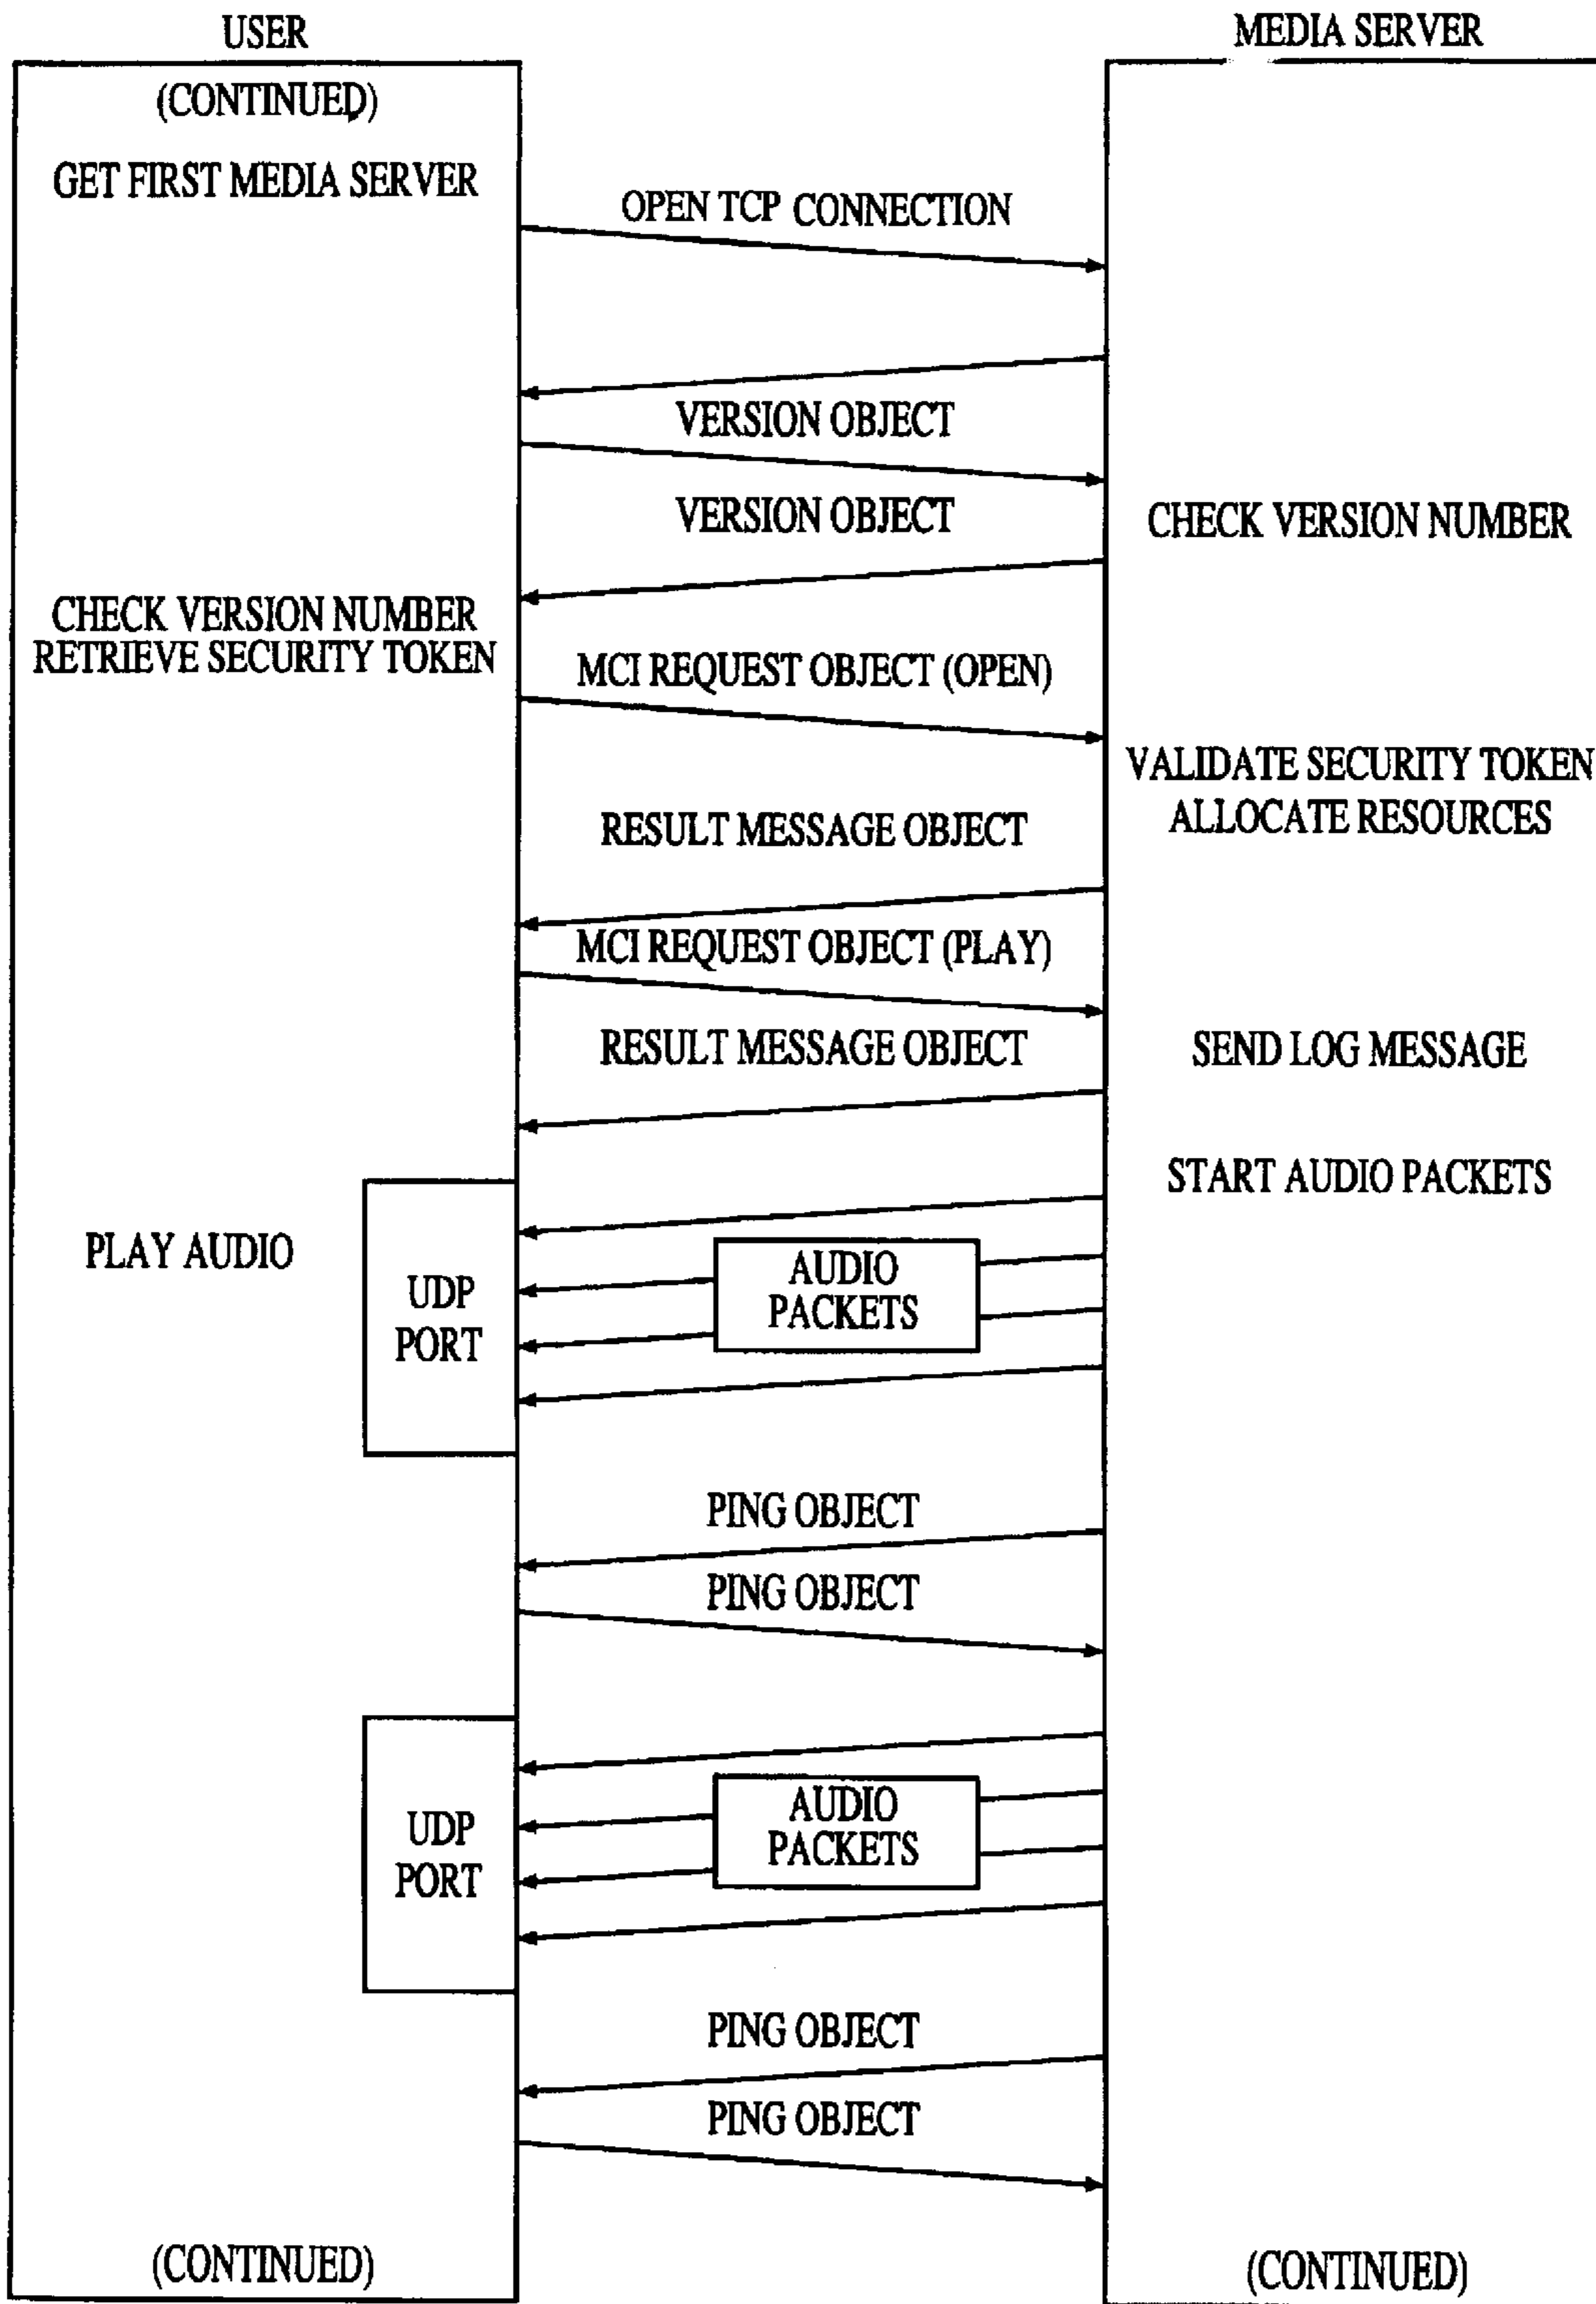 USER
MEDIA SERVER
(CONTINUED)
GET FIRST MEDIA SERVER
OPEN TCP CONNECTION
VERSION OBJECT
VERSION OBJECT
CHECK VERSION NUMBER
CHECK VERSION NUMBER
RETRIEVE SECURITY TOKEN
MCI REQUEST OBJECT (OPEN)
VALIDATE SECURITY TOKEN
ALLOCATE RESOURCES
RESULT MESSAGE OBJECT
MCI REQUEST OBJECT (PLAY)
RESULT MESSAGE OBJECT
SEND LOG MESSAGE
START AUDIO PACKETS
PLAY AUDIO
UDP
PORT
AUDIO
PACKETS
PING OBJECT
PING OBJECT
UDP
PORT
AUDIO
PACKETS
PING OBJECT
PING OBJECT
(CONTINUED)
(CONTINUED)